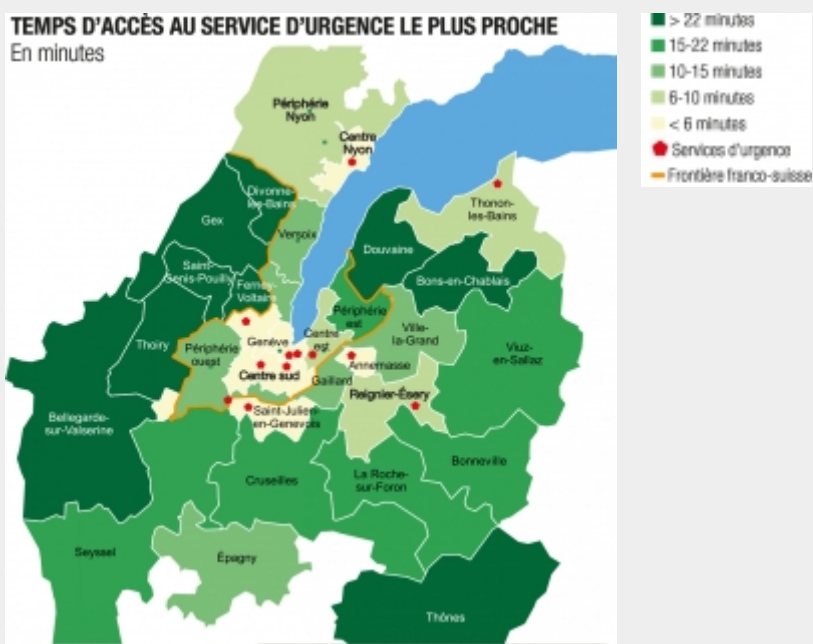 TEMPS D'ACCÈS AU SERVICE D'URGENCE LE PLUS PROCHE
En minutes
> 22 minutes
15-22 minutes
10-15 minutes
6-10 minutes
< 6 minutes
Services d'urgence
Frontière franco-suisse
Périphérie
Nyon
Centre
Nyon
Divonne-
les-Bains
Thonon-
les-Bains
Gex
Versoix
Douvaine
Saint-
Genis-Pouilly
Ferney-
Voltaire
Bons-en-Chablais
Périphérie
est
Ville-
la-Grand
Thoiry
Périphérie
ouest
Genève
Centre
est
Viuz-
en-Sallaz
Centre sud
Annemasse
Gaillard
Reignier-Ésery
Bellegarde-
sur-Valserine
Saint-Julien-
en-Genevois
Cruseilles
La Roche-
sur-Foron
Bonneville
Seyssel
Épagny
Thônes